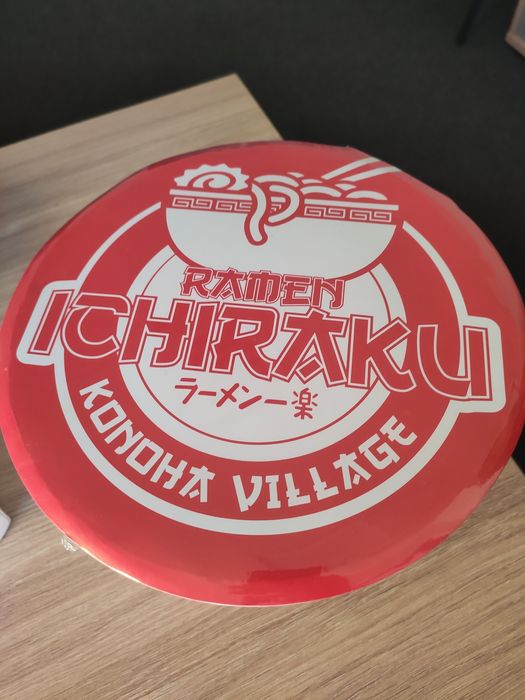 RAMEN
ICHIRAKU
ラーメン一楽
KONOHA VILLAGE